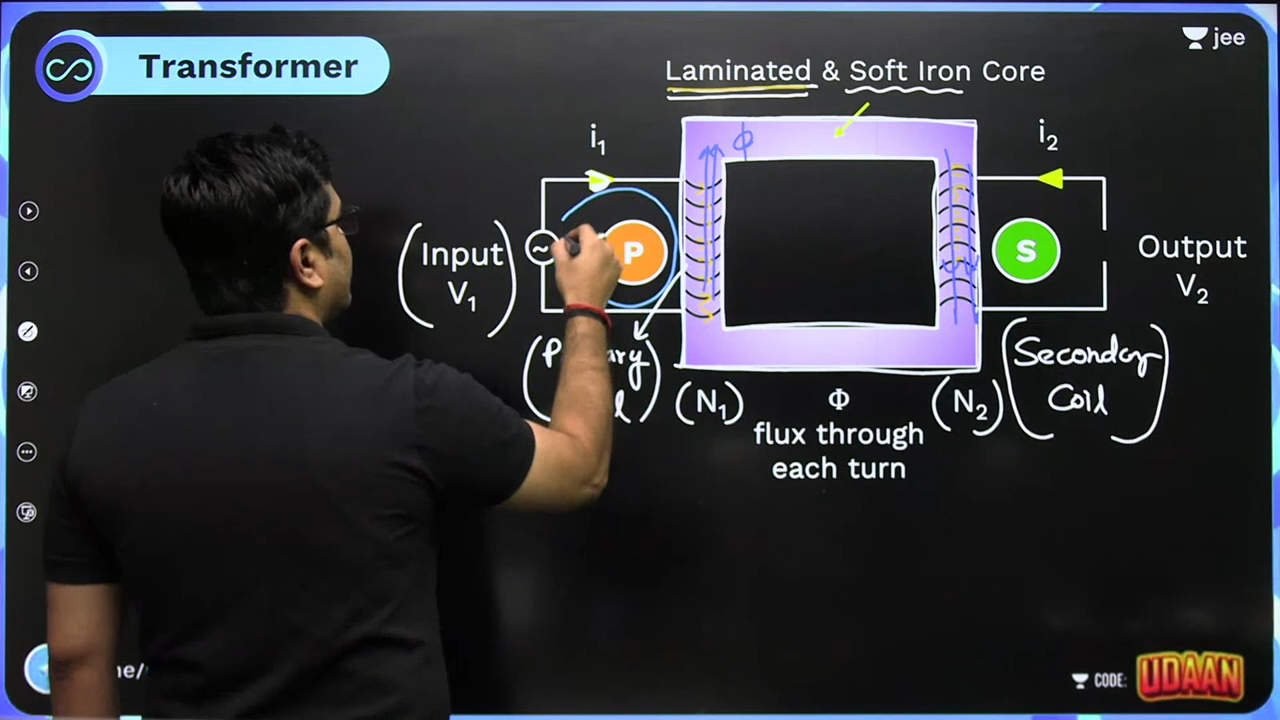 Transformer
jee
Laminated & Soft Iron Core
i₁
Φ
i₂
Input
V₁
~
P
S
Output
V₂
Secondary
Coil
(N₁)
Φ
(N₂)
flux through
each turn
CODE:
UDAAN